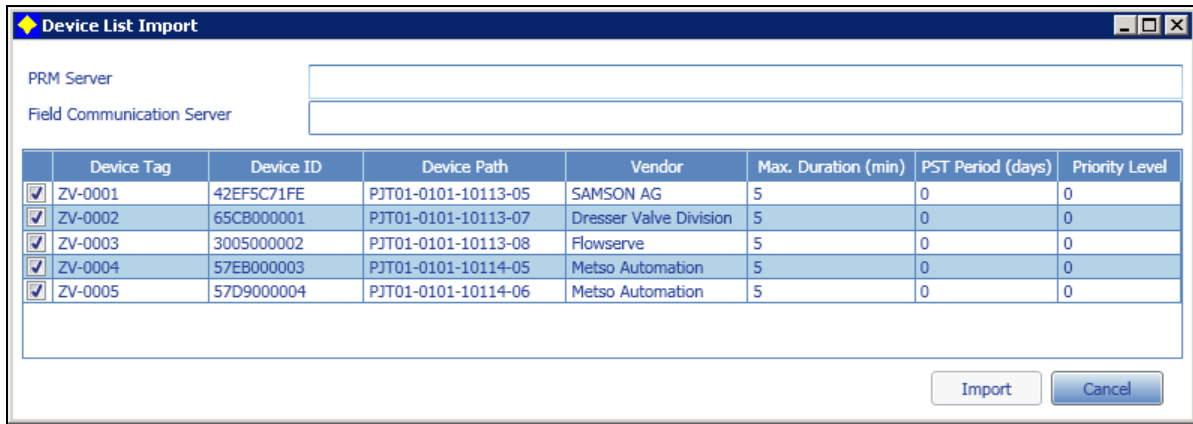 Device List Import
PRM Server
Field Communication Server
Device Tag Device ID Device Path Vendor Max. Duration (min) PST Period (days) Priority Level
ZV-0001 42EF5C71FE PJT01-0101-10113-05 SAMSON AG 5 0 0
ZV-0002 65CB000001 PJT01-0101-10113-07 Dresser Valve Division 5 0 0
ZV-0003 3005000002 PJT01-0101-10113-08 Flowserve 5 0 0
ZV-0004 57EB000003 PJT01-0101-10114-05 Metso Automation 5 0 0
ZV-0005 57D9000004 PJT01-0101-10114-06 Metso Automation 5 0 0
Import Cancel